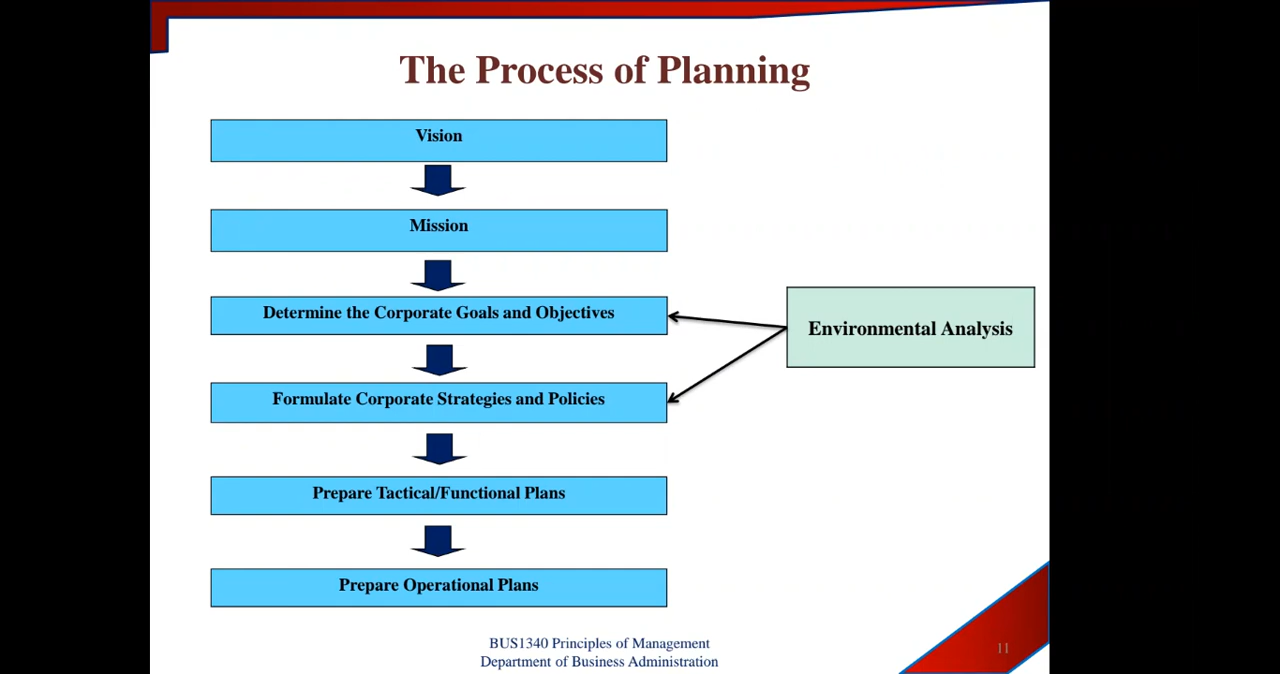 The Process of Planning
Vision
Mission
Determine the Corporate Goals and Objectives
Environmental Analysis
Formulate Corporate Strategies and Policies
Prepare Tactical/Functional Plans
Prepare Operational Plans
BUS1340 Principles of Management
Department of Business Administration
11